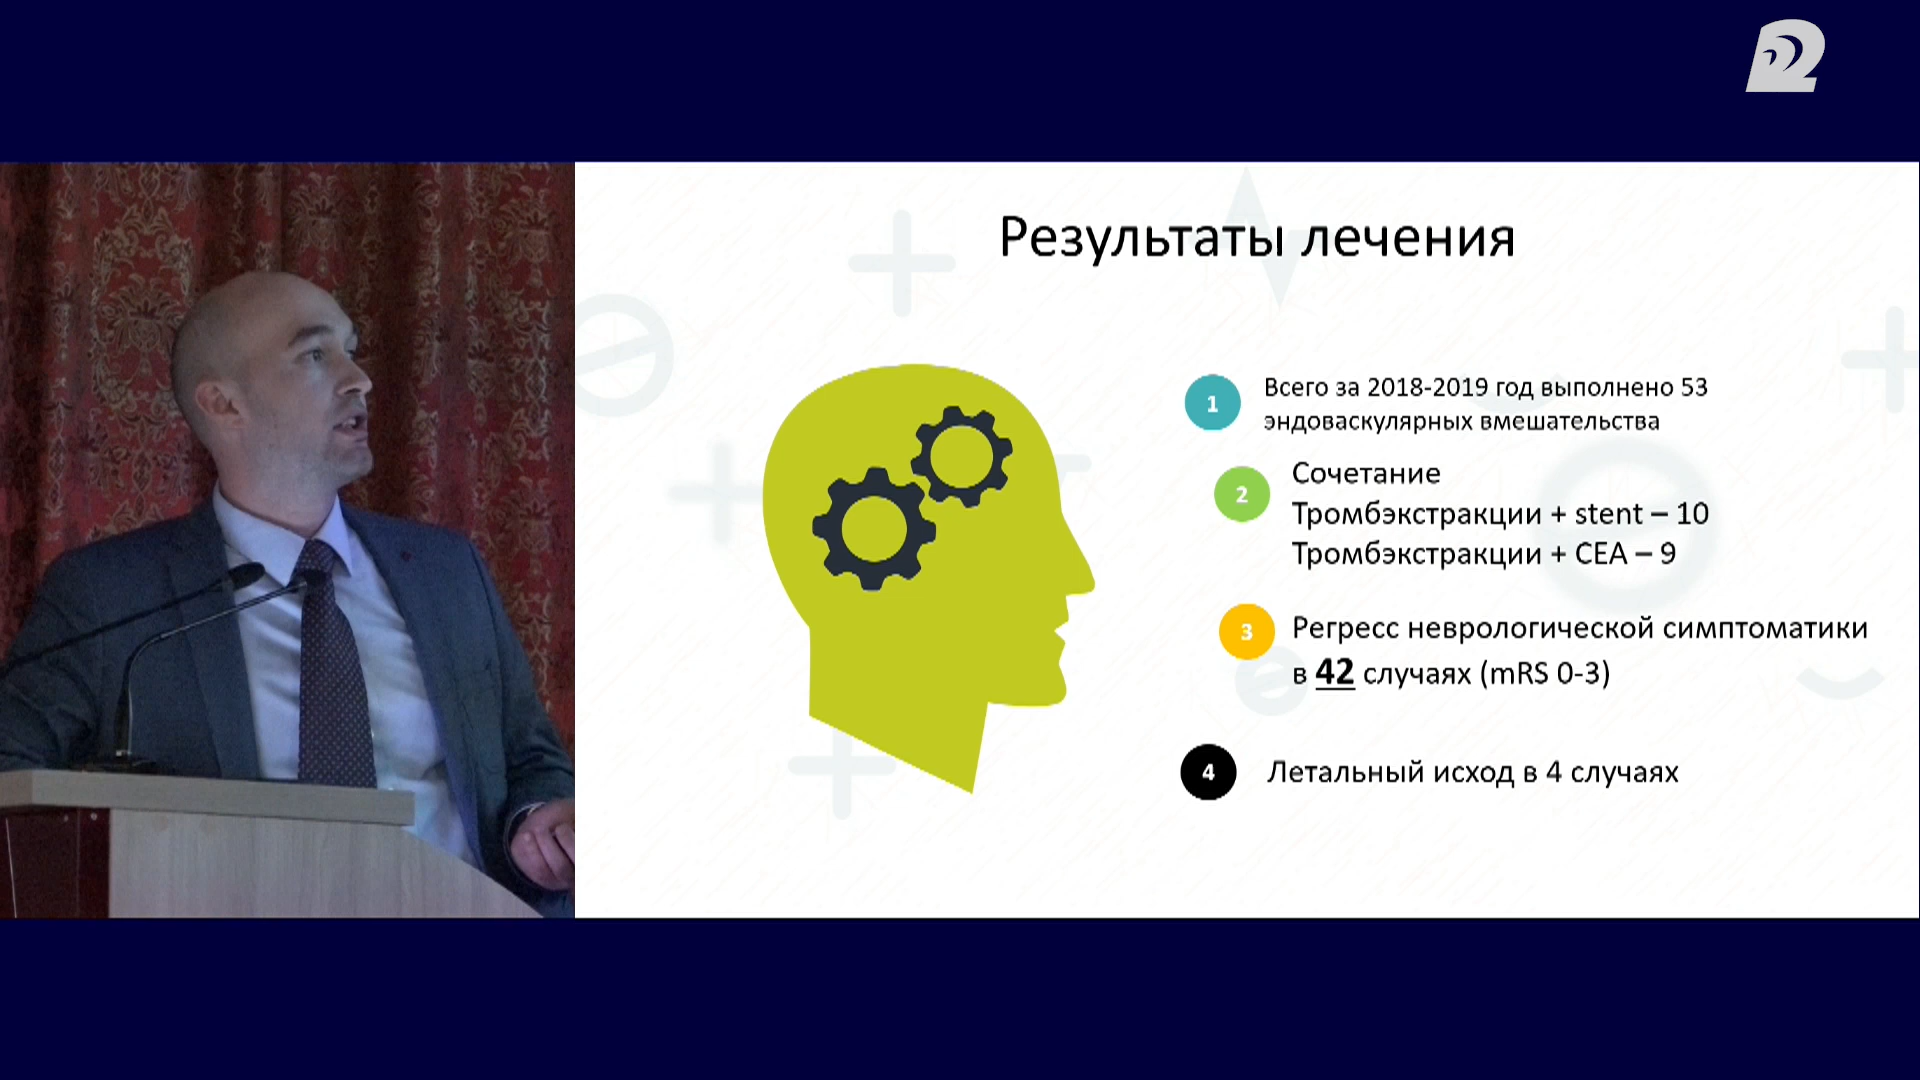 Результаты лечения
1
Всего за 2018-2019 год выполнено 53
эндоваскулярных вмешательства
2
Сочетание
Тромбэкстракции + stent – 10
Тромбэкстракции + CEA – 9
3
Регресс неврологической симптоматики
в 42 случаях (mRS 0-3)
4
Летальный исход в 4 случаях